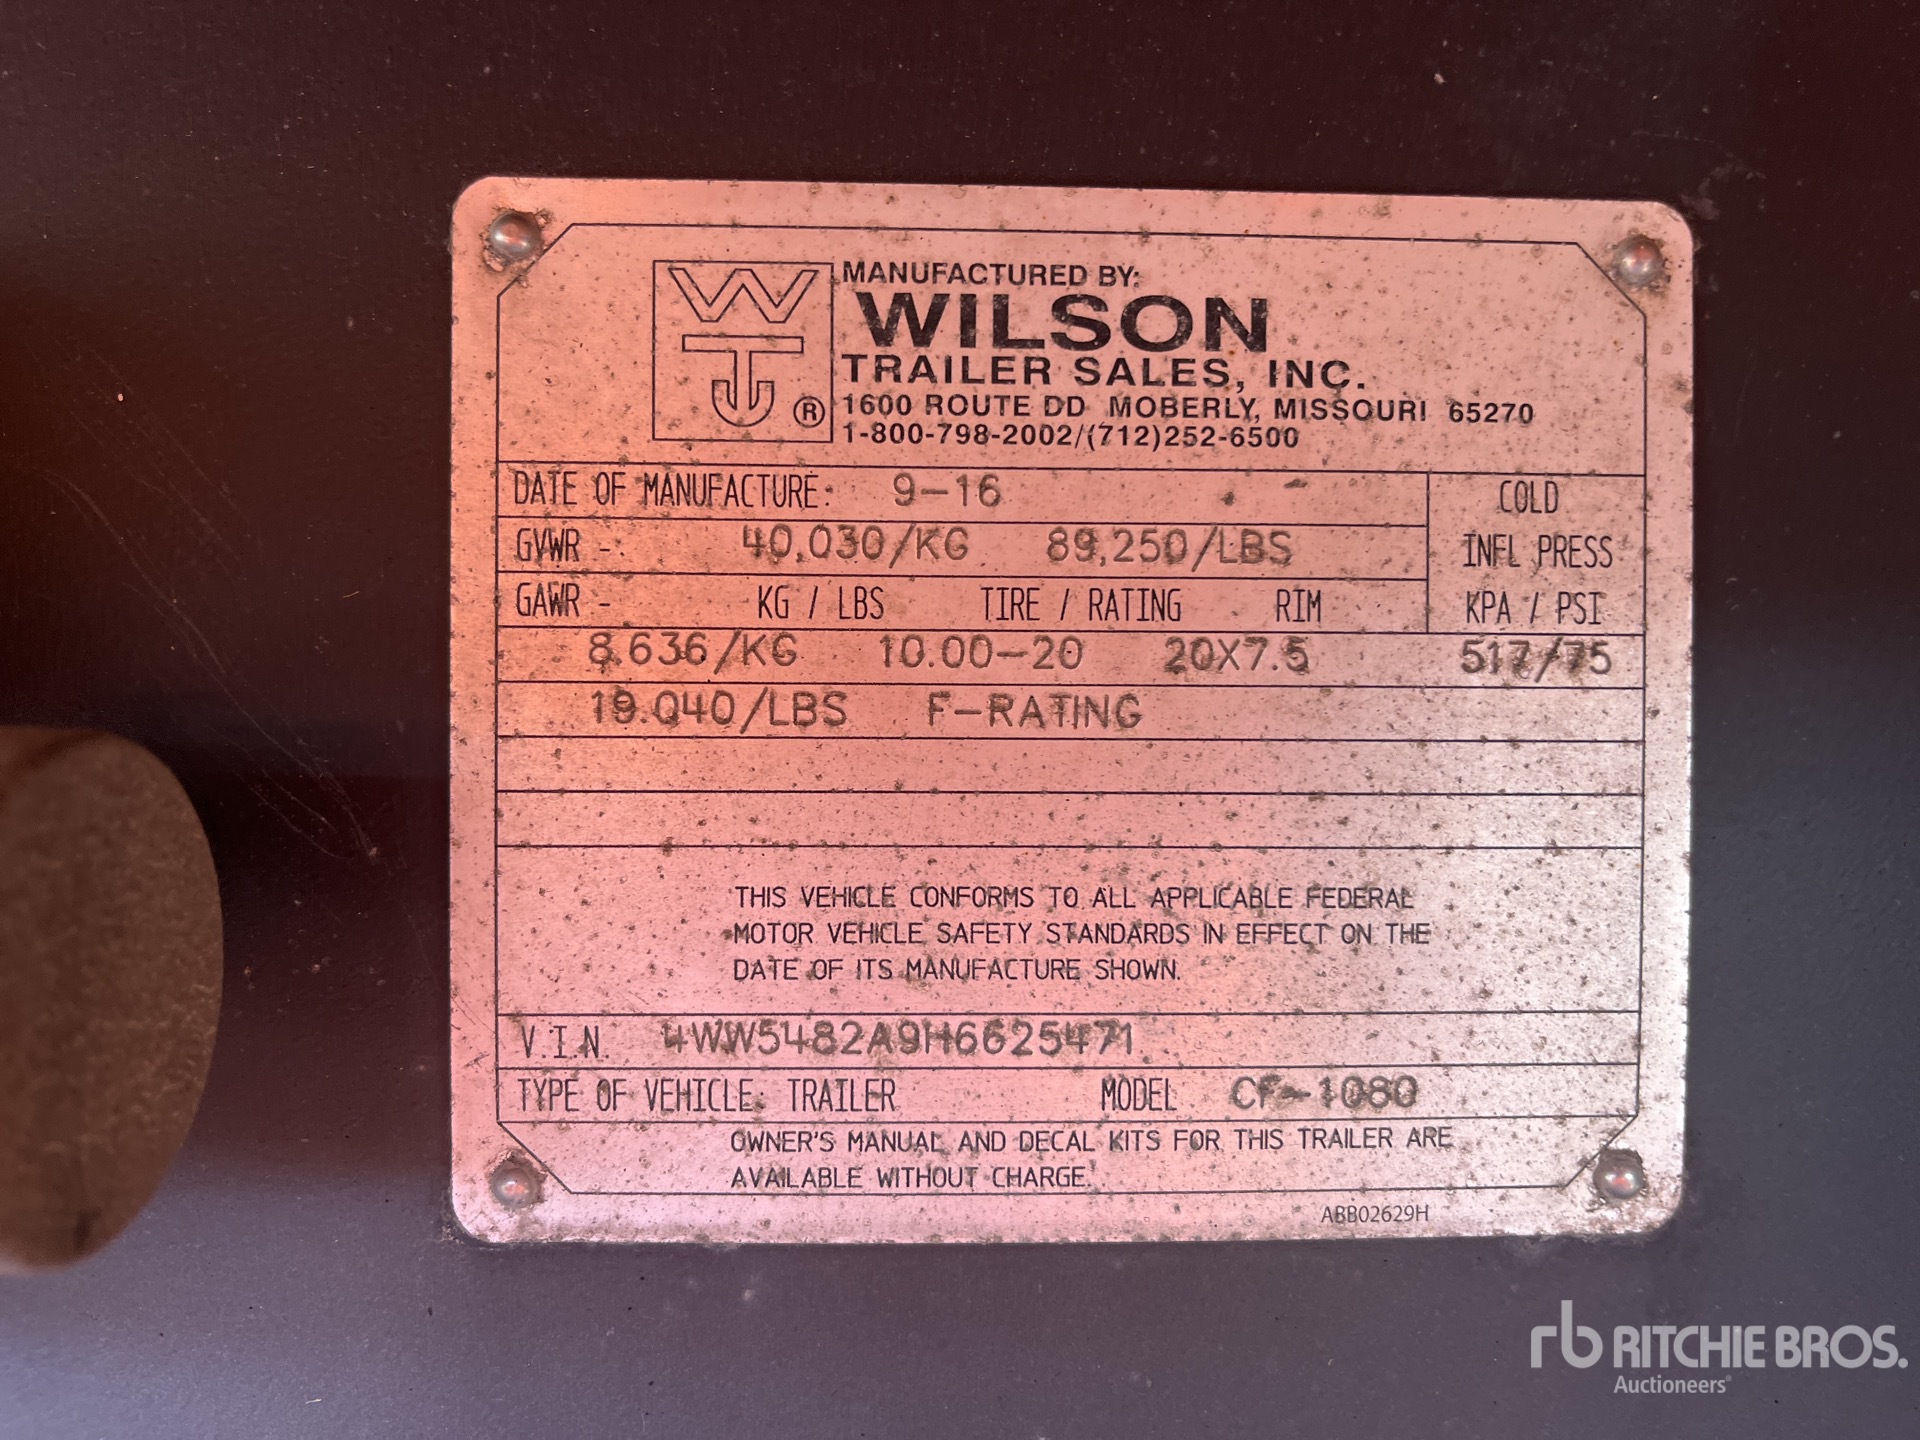 WT®
MANUFACTURED BY:
WILSON
TRAILER SALES, INC.
1600 ROUTE DD MOBERLY, MISSOURI 65270
1-800-798-2002/(712)252-6500
DATE OF MANUFACTURE: 9-16
COLD
GVWR - 40,030/KG 89,250/LBS
INFL PRESS
GAWR - KG / LBS TIRE / RATING RIM
KPA / PSI
8,636/KG 10.00-20 20X7.5 517/75
19.040/LBS F-RATING
THIS VEHICLE CONFORMS TO ALL APPLICABLE FEDERAL
MOTOR VEHICLE SAFETY STANDARDS IN EFFECT ON THE
DATE OF ITS MANUFACTURE SHOWN.
V.I.N. 4WW5482A9H6625471
TYPE OF VEHICLE: TRAILER MODEL CF-1080
OWNER'S MANUAL AND DECAL KITS FOR THIS TRAILER ARE
AVAILABLE WITHOUT CHARGE.
ABB02629H
rb RITCHIE BROS.
Auctioneers®